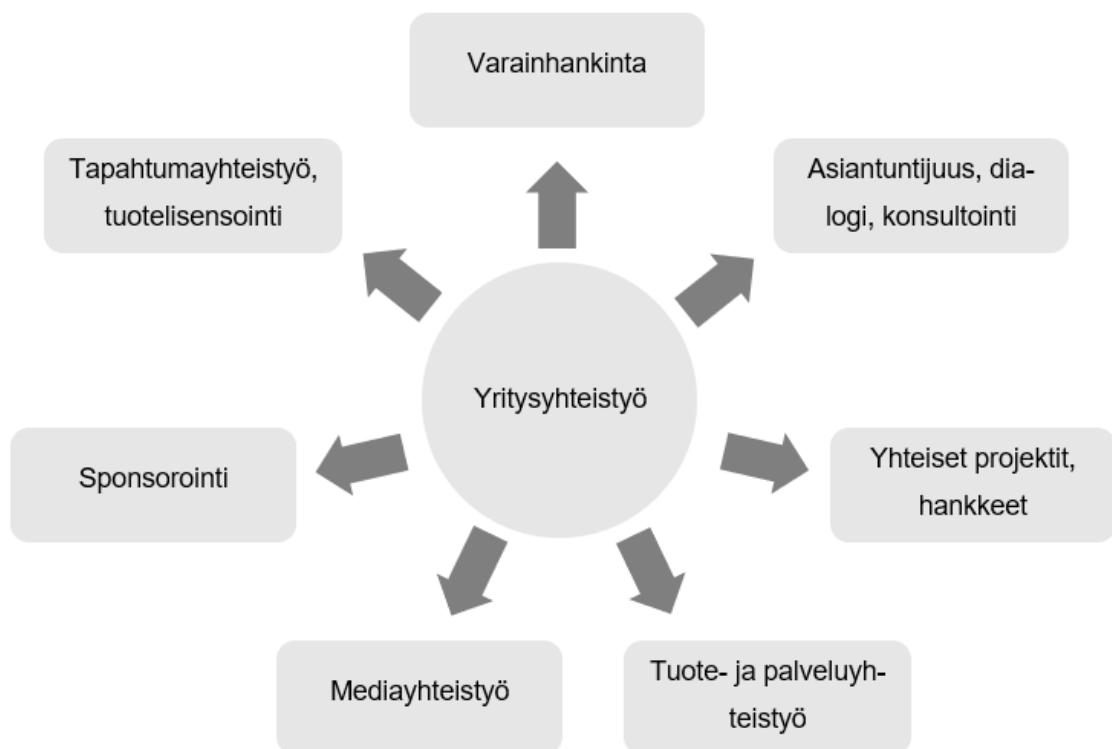 Varainhankinta
Tapahtumayhteistyö,
tuotelisensointi
Asiantuntijuus, dia-
logi, konsultointi
Yritysyhteistyö
Sponsorointi
Yhteiset projektit,
hankkeet
Mediayhteistyö
Tuote- ja palveluyh-
teistyö